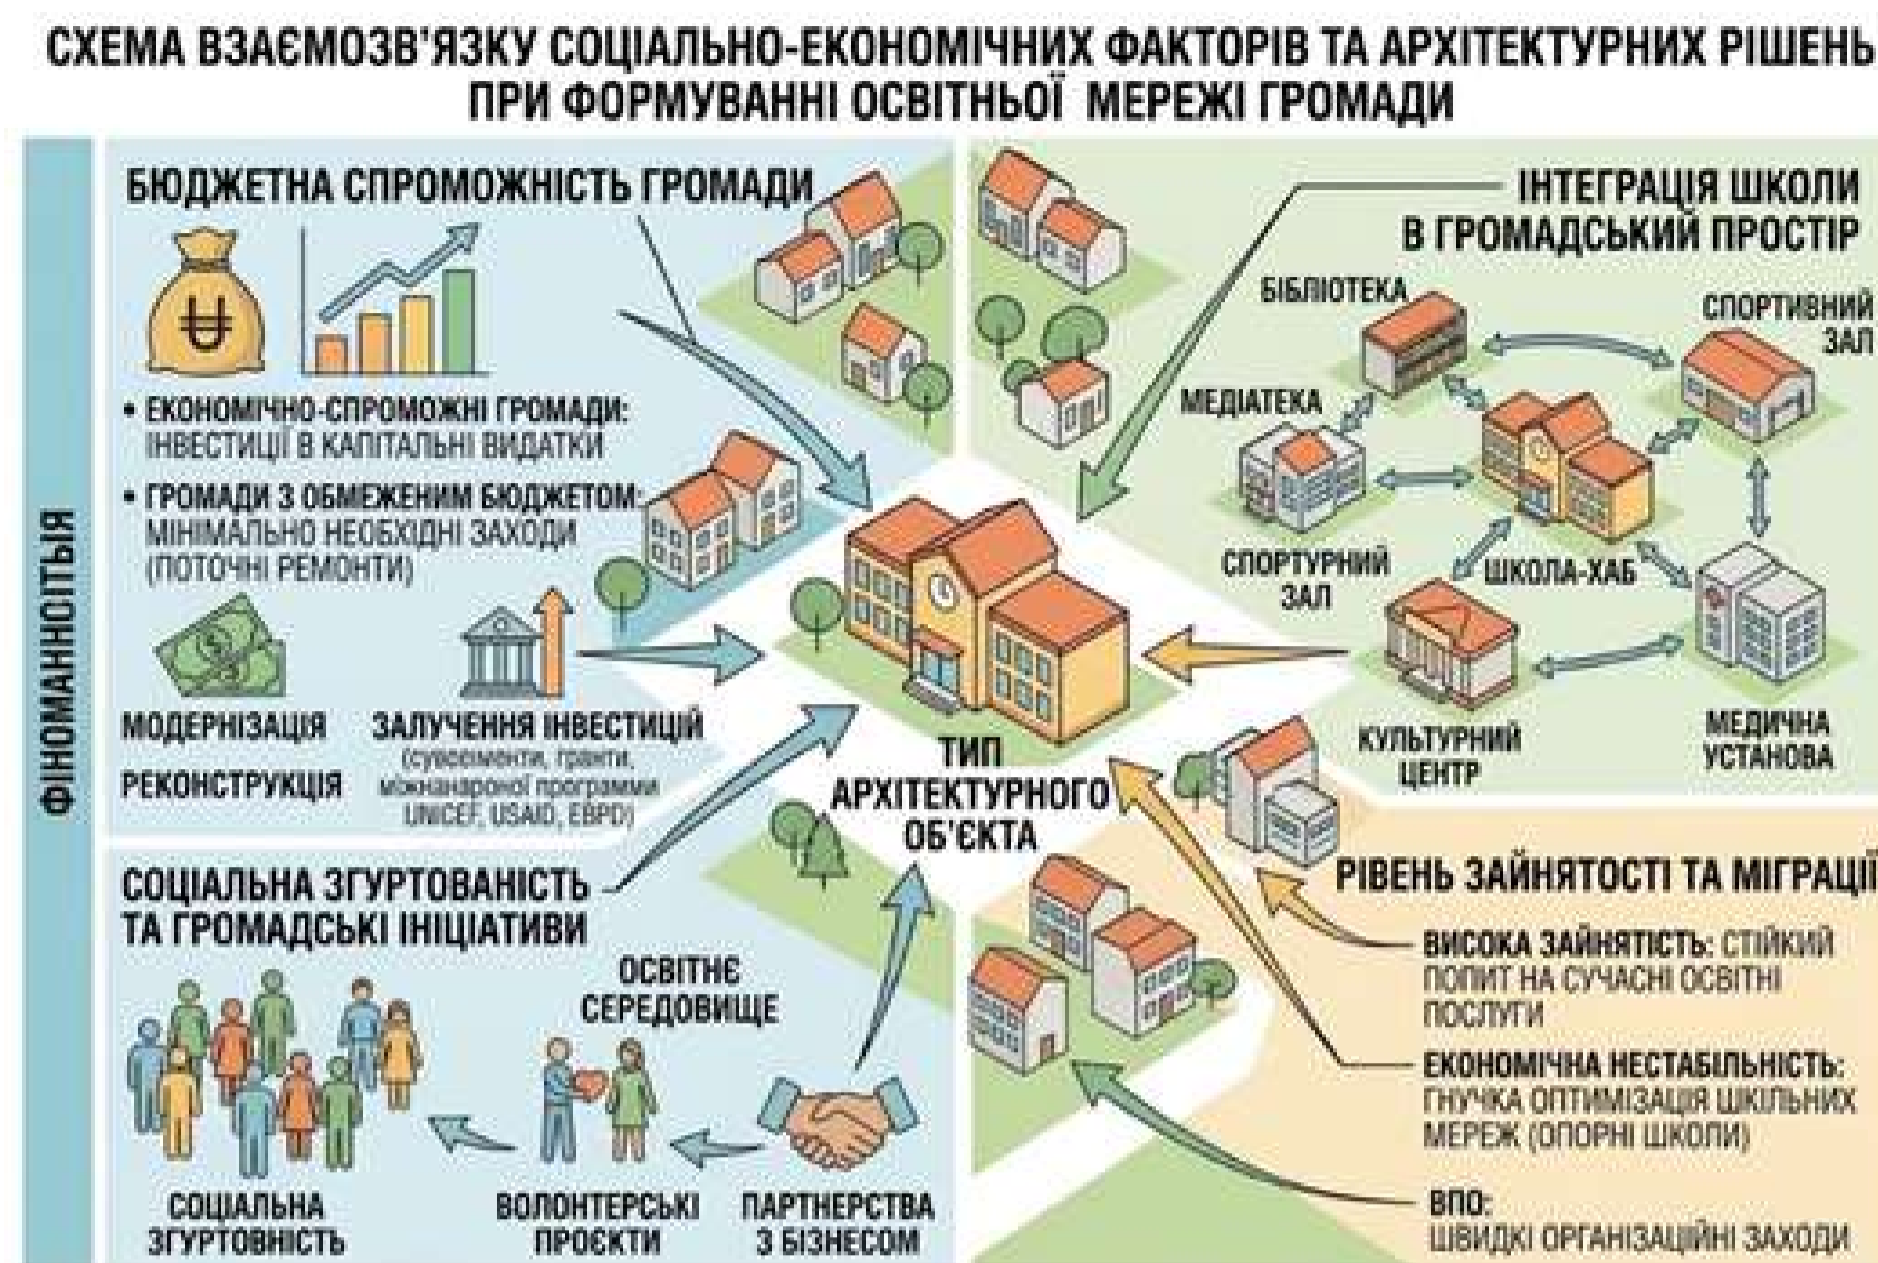 СХЕМА ВЗАЄМОЗВ'ЯЗКУ СОЦІАЛЬНО-ЕКОНОМІЧНИХ ФАКТОРІВ ТА АРХІТЕКТУРНИХ РІШЕНЬ
ПРИ ФОРМУВАННІ ОСВІТНЬОЇ МЕРЕЖІ ГРОМАДИ
ФІНОМАННОІТЬІЯ
БЮДЖЕТНА СПРОМОЖНІСТЬ ГРОМАДИ
• ЕКОНОМІЧНО-СПРОМОЖНІ ГРОМАДИ:
ІНВЕСТИЦІЇ В КАПІТАЛЬНІ ВИДАТКИ
• ГРОМАДИ З ОБМЕЖЕНИМ БЮДЖЕТОМ:
МІНІМАЛЬНО НЕОБХІДНІ ЗАХОДИ
(ПОТОЧНІ РЕМОНТИ)
МОДЕРНІЗАЦІЯ
РЕКОНСТРУКЦІЯ
ЗАЛУЧЕННЯ ІНВЕСТИЦІЙ
(сувсеіменти, гранти,
міжнанароної программи
UNICEF, USAID, ЕВРD)
ІНТЕГРАЦІЯ ШКОЛИ
В ГРОМАДСЬКИЙ ПРОСТІР
БІБЛІОТЕКА
СПОРТИВНИЙ
ЗАЛ
МЕДІАТЕКА
СПОРТУРНИЙ
ЗАЛ
ШКОЛА-ХАБ
КУЛЬТУРНИЙ
ЦЕНТР
МЕДИЧНА
УСТАНОВА
ТИП
АРХІТЕКТУРНОГО
ОБ'ЄКТА
СОЦІАЛЬНА ЗГУРТОВАНІСТЬ
ТА ГРОМАДСЬКІ ІНІЦІАТИВИ
ОСВІТНЄ
СЕРЕДОВИЩЕ
СОЦІАЛЬНА
ЗГУРТОВНІСТЬ
ВОЛОНТЕРСЬКІ
ПРОЄКТИ
ПАРТНЕРСТВА
З БІЗНЕСОМ
РІВЕНЬ ЗАЙНЯТОСТІ ТА МІГРАЦІЇ
ВИСОКА ЗАЙНЯТІСТЬ: СТІЙКИЙ
ПОПИТ НА СУЧАСНІ ОСВІТНІ
ПОСЛУГИ
ЕКОНОМІЧНА НЕСТАБІЛЬНІСТЬ:
ГНУЧКА ОПТИМІЗАЦІЯ ШКІЛЬНИХ
МЕРЕЖ (ОПОРНІ ШКОЛИ)
ВПО:
ШВИДКІ ОРГАНІЗАЦІЙНІ ЗАХОДИ